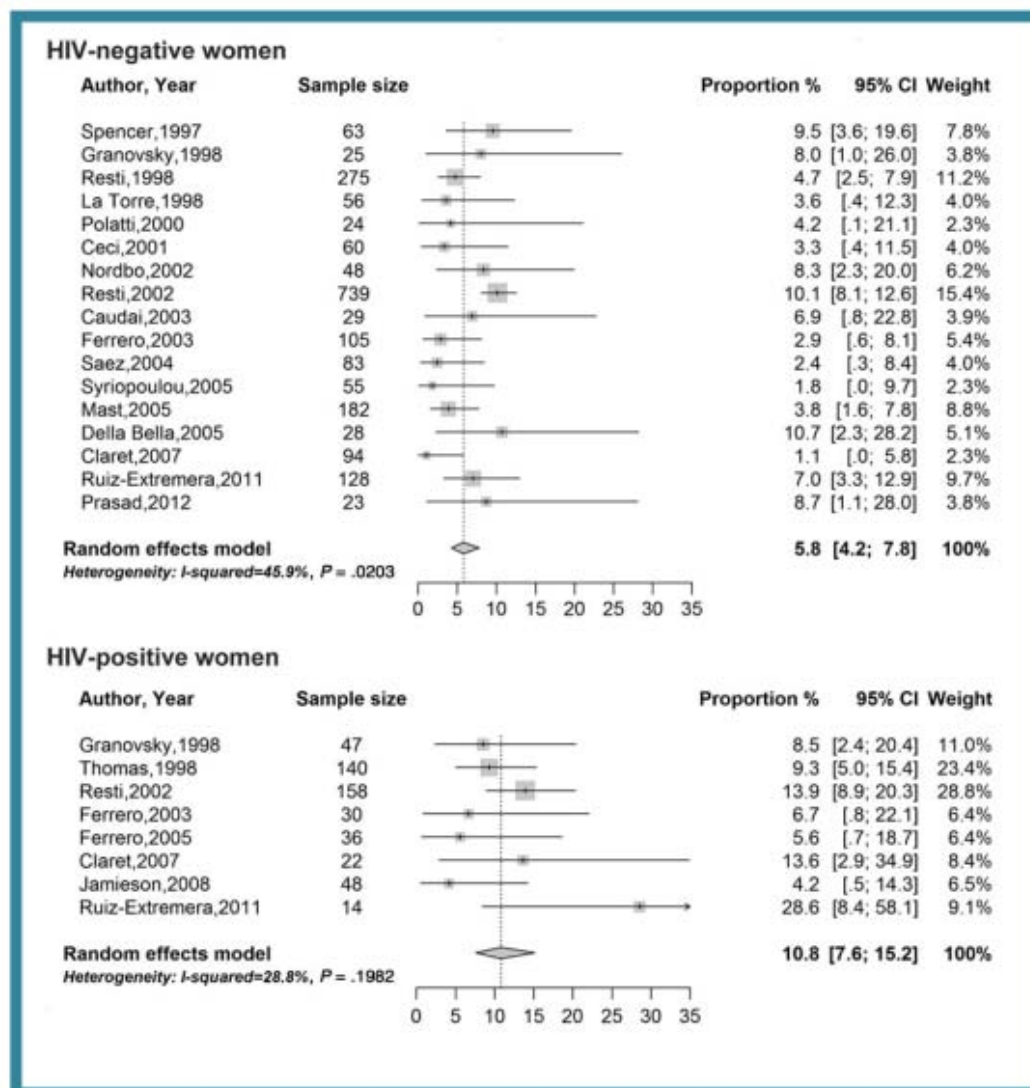 HIV-negative women
Author, Year Sample size Proportion % 95% CI Weight
Spencer,1997 63 9.5 [3.6; 19.6] 7.8%
Granovsky,1998 25 8.0 [1.0; 26.0] 3.8%
Resti,1998 275 4.7 [2.5; 7.9] 11.2%
La Torre,1998 56 3.6 [.4; 12.3] 4.0%
Polatti,2000 24 4.2 [.1; 21.1] 2.3%
Ceci,2001 60 3.3 [.4; 11.5] 4.0%
Nordbo,2002 48 8.3 [2.3; 20.0] 6.2%
Resti,2002 739 10.1 [8.1; 12.6] 15.4%
Caudai,2003 29 6.9 [.8; 22.8] 3.9%
Ferrero,2003 105 2.9 [.6; 8.1] 5.4%
Saez,2004 83 2.4 [.3; 8.4] 4.0%
Syriopoulou,2005 55 1.8 [.0; 9.7] 2.3%
Mast,2005 182 3.8 [1.6; 7.8] 8.8%
Della Bella,2005 28 10.7 [2.3; 28.2] 5.1%
Claret,2007 94 1.1 [.0; 5.8] 2.3%
Ruiz-Extremera,2011 128 7.0 [3.3; 12.9] 9.7%
Prasad,2012 23 8.7 [1.1; 28.0] 3.8%
Random effects model 5.8 [4.2; 7.8] 100%
Heterogeneity: I-squared=45.9%, P = .0203
0 5 10 15 20 25 30 35
HIV-positive women
Author, Year Sample size Proportion % 95% CI Weight
Granovsky,1998 47 8.5 [2.4; 20.4] 11.0%
Thomas,1998 140 9.3 [5.0; 15.4] 23.4%
Resti,2002 158 13.9 [8.9; 20.3] 28.8%
Ferrero,2003 30 6.7 [.8; 22.1] 6.4%
Ferrero,2005 36 5.6 [.7; 18.7] 6.4%
Claret,2007 22 13.6 [2.9; 34.9] 8.4%
Jamieson,2008 48 4.2 [.5; 14.3] 6.5%
Ruiz-Extremera,2011 14 28.6 [8.4; 58.1] 9.1%
Random effects model 10.8 [7.6; 15.2] 100%
Heterogeneity: I-squared=28.8%, P = .1982
0 5 10 15 20 25 30 35